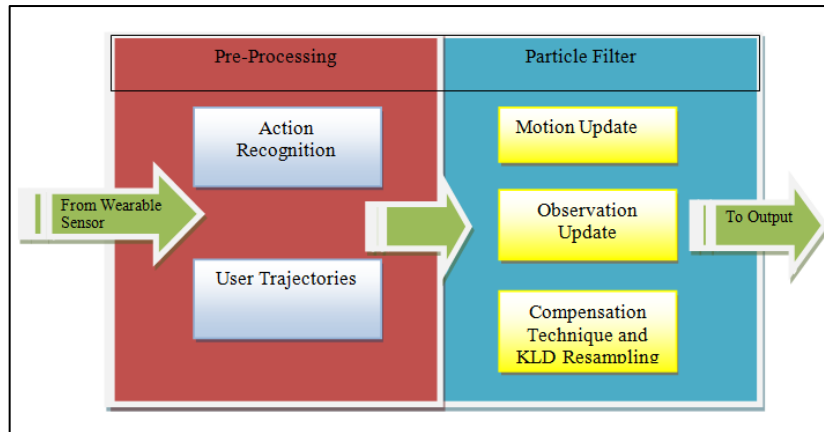 Pre-Processing
Particle Filter
Action
Recognition
Motion Update
From Wearable
Sensor
Observation
Update
To Output
User Trajectories
Compensation
Technique and
KLD Resampling